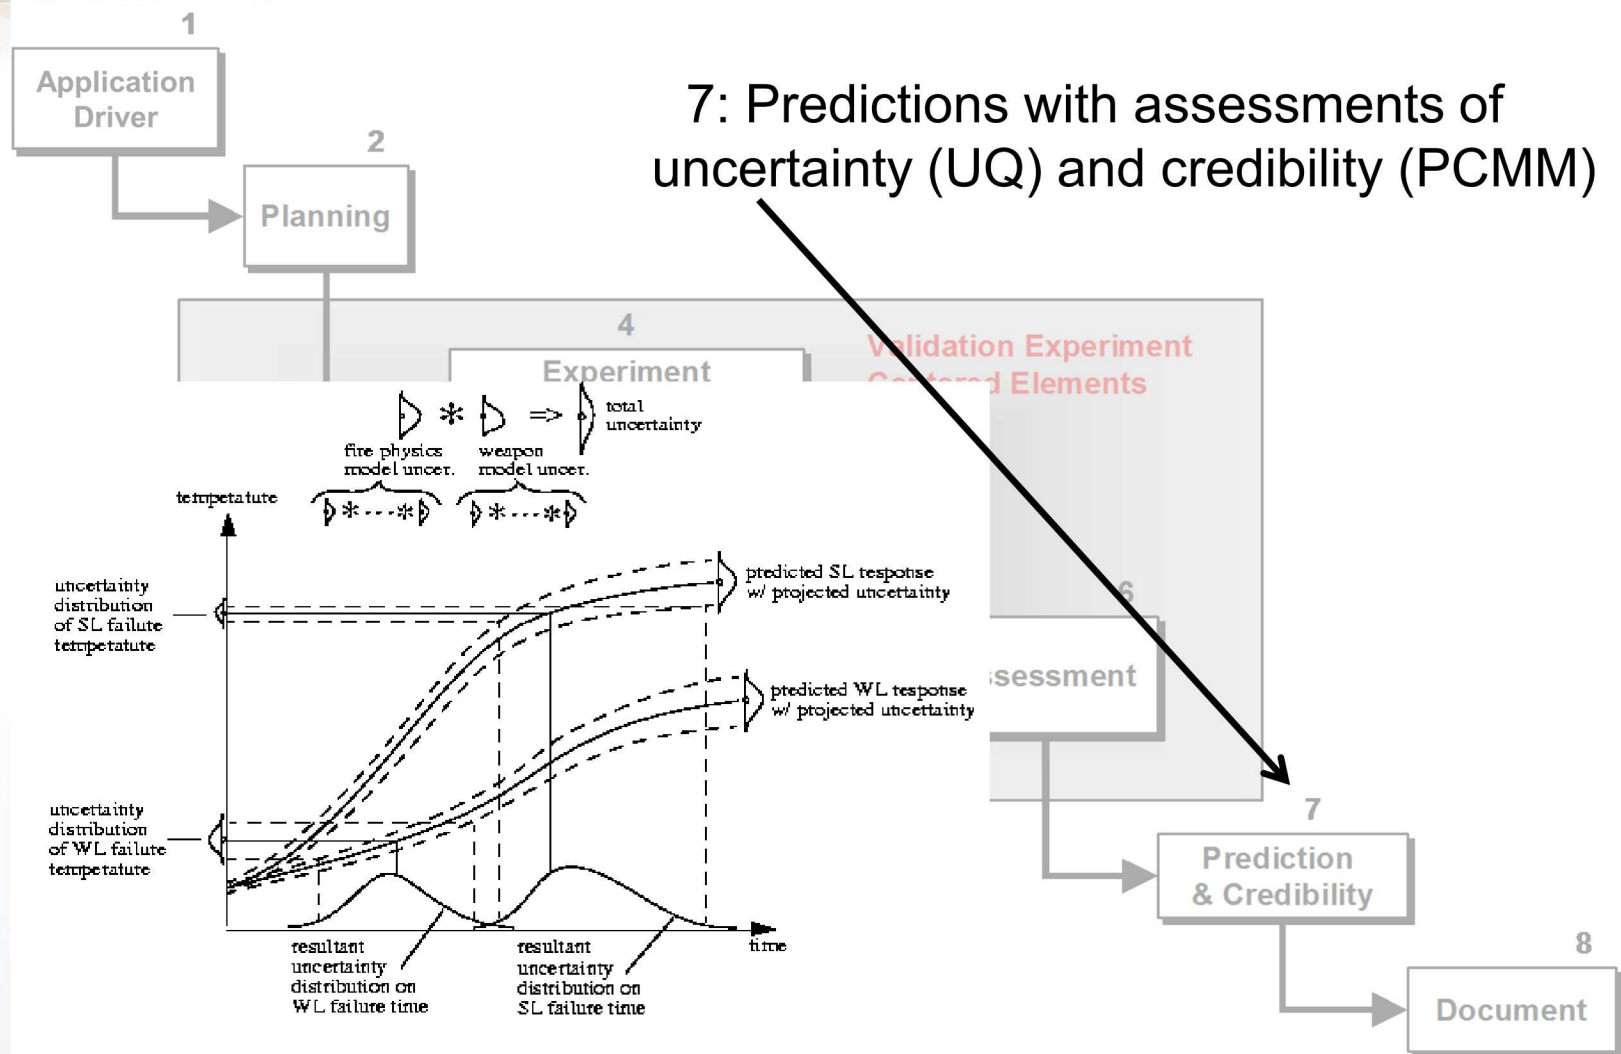 1
Application
Driver
7: Predictions with assessments of
uncertainty (UQ) and credibility (PCMM)
2
Planning
4
Experiment
Validation Experiment
Centered Elements
total
uncertainty
fire physics
model uncer.
weapon
model uncer.
temperature
uncertainty
distribution
of SL failure
temperature
predicted SL response
w/ projected uncertainty
6
ssessment
predicted WL response
w/ projected uncertainty
uncertainty
distribution
of WL failure
temperature
7
Prediction
& Credibility
time
resultant
uncertainty
distribution on
WL failure time
resultant
uncertainty
distribution on
SL failure time
8
Document